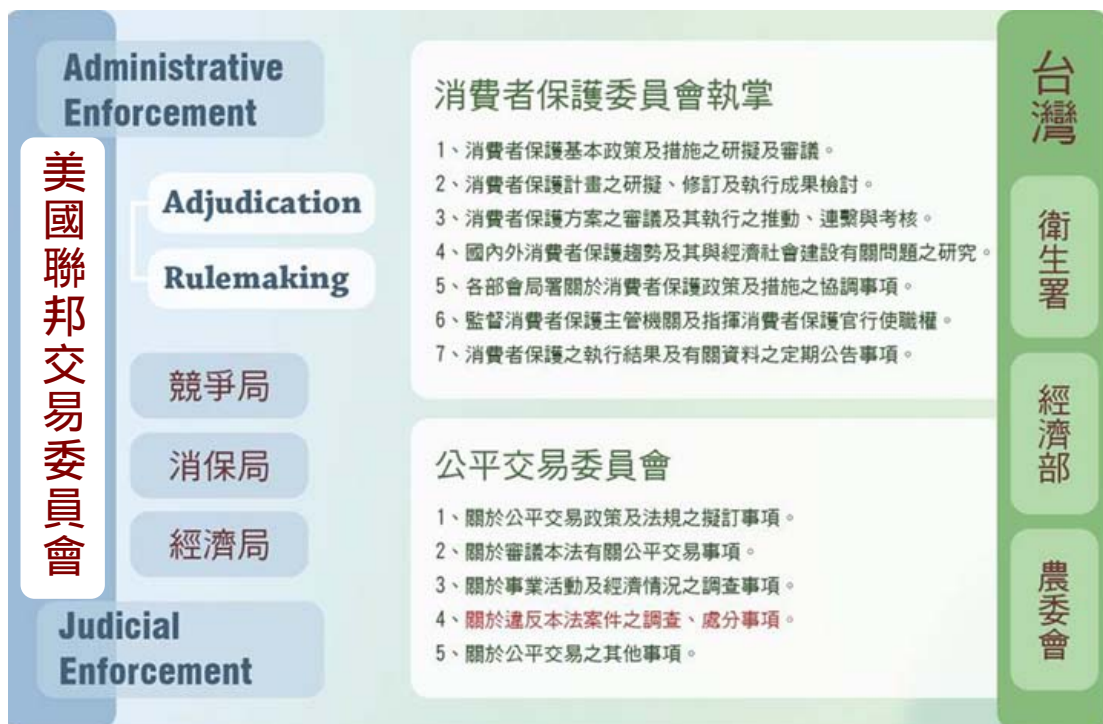 美國聯邦交易委員會
Administrative
Enforcement
Adjudication
Rulemaking
競爭局
消保局
經濟局
Judicial
Enforcement
消費者保護委員會執掌
1、消費者保護基本政策及措施之研擬及審議。
2、消費者保護計畫之研擬、修訂及執行成果檢討。
3、消費者保護方案之審議及其執行之推動、連繫與考核。
4、國內外消費者保護趨勢及其與經濟社會建設有關問題之研究。
5、各部會局署關於消費者保護政策及措施之協調事項。
6、監督消費者保護主管機關及指揮消費者保護官行使職權。
7、消費者保護之執行結果及有關資料之定期公告事項。
公平交易委員會
1、關於公平交易政策及法規之擬訂事項。
2、關於審議本法有關公平交易事項。
3、關於事業活動及經濟情況之調查事項。
4、關於違反本法案件之調查、處分事項。
5、關於公平交易之其他事項。
台灣
衛生署
經濟部
農委會